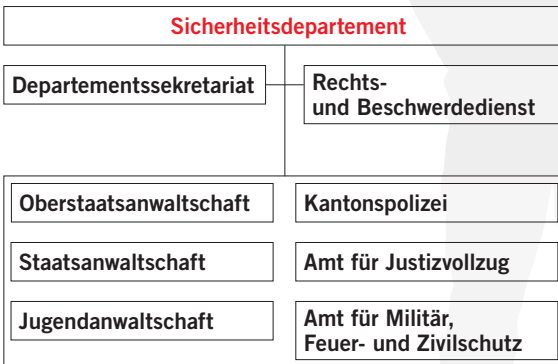 Sicherheitsdepartement
Departementssekretariat
Rechts-
und Beschwerdedienst
Oberstaatsanwaltschaft
Kantonspolizei
Staatsanwaltschaft
Amt für Justizvollzug
Jugendanwaltschaft
Amt für Militär,
Feuer- und Zivilschutz